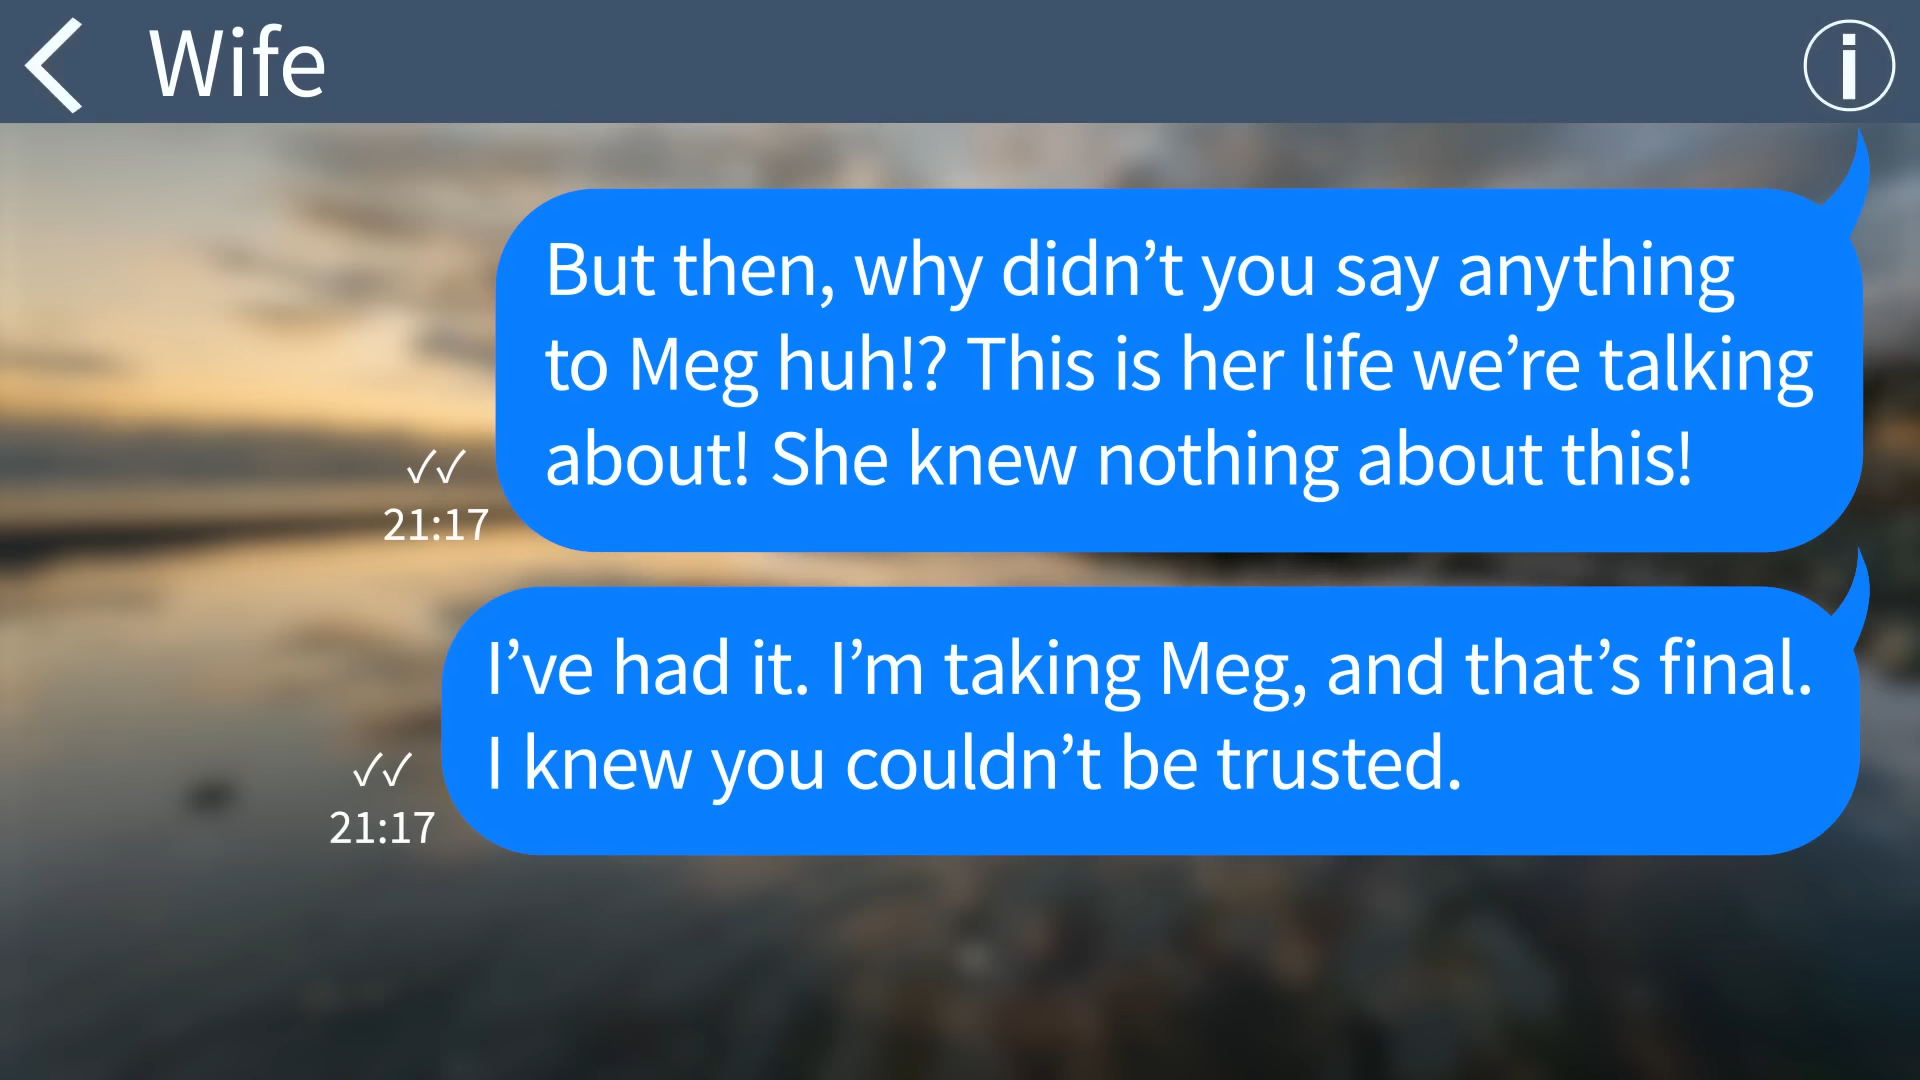 Wife
But then, why didn’t you say anything
to Meg huh!? This is her life we’re talking
about! She knew nothing about this!
21:17
I’ve had it. I’m taking Meg, and that’s final.
I knew you couldn’t be trusted.
21:17